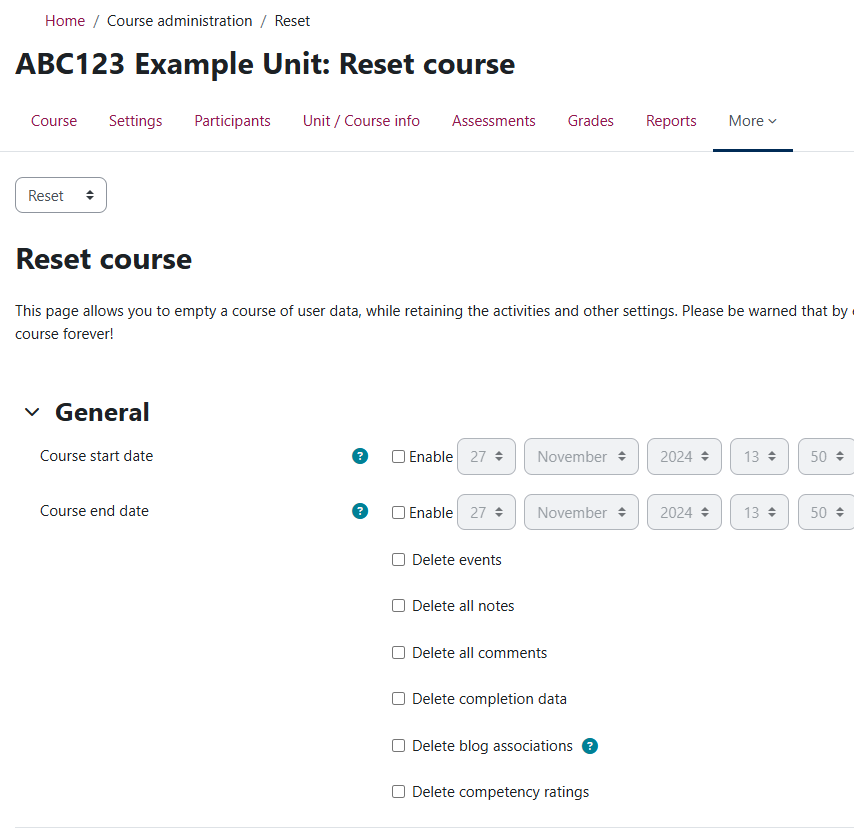 Home / Course administration / Reset
ABC123 Example Unit: Reset course
Course Settings Participants Unit / Course info Assessments Grades Reports More
Reset
Reset course
This page allows you to empty a course of user data, while retaining the activities and other settings. Please be warned that by
course forever!
General
Course start date ? Enable 27 November 2024 13 50
Course end date ? Enable 27 November 2024 13 50
Delete events
Delete all notes
Delete all comments
Delete completion data
Delete blog associations ?
Delete competency ratings